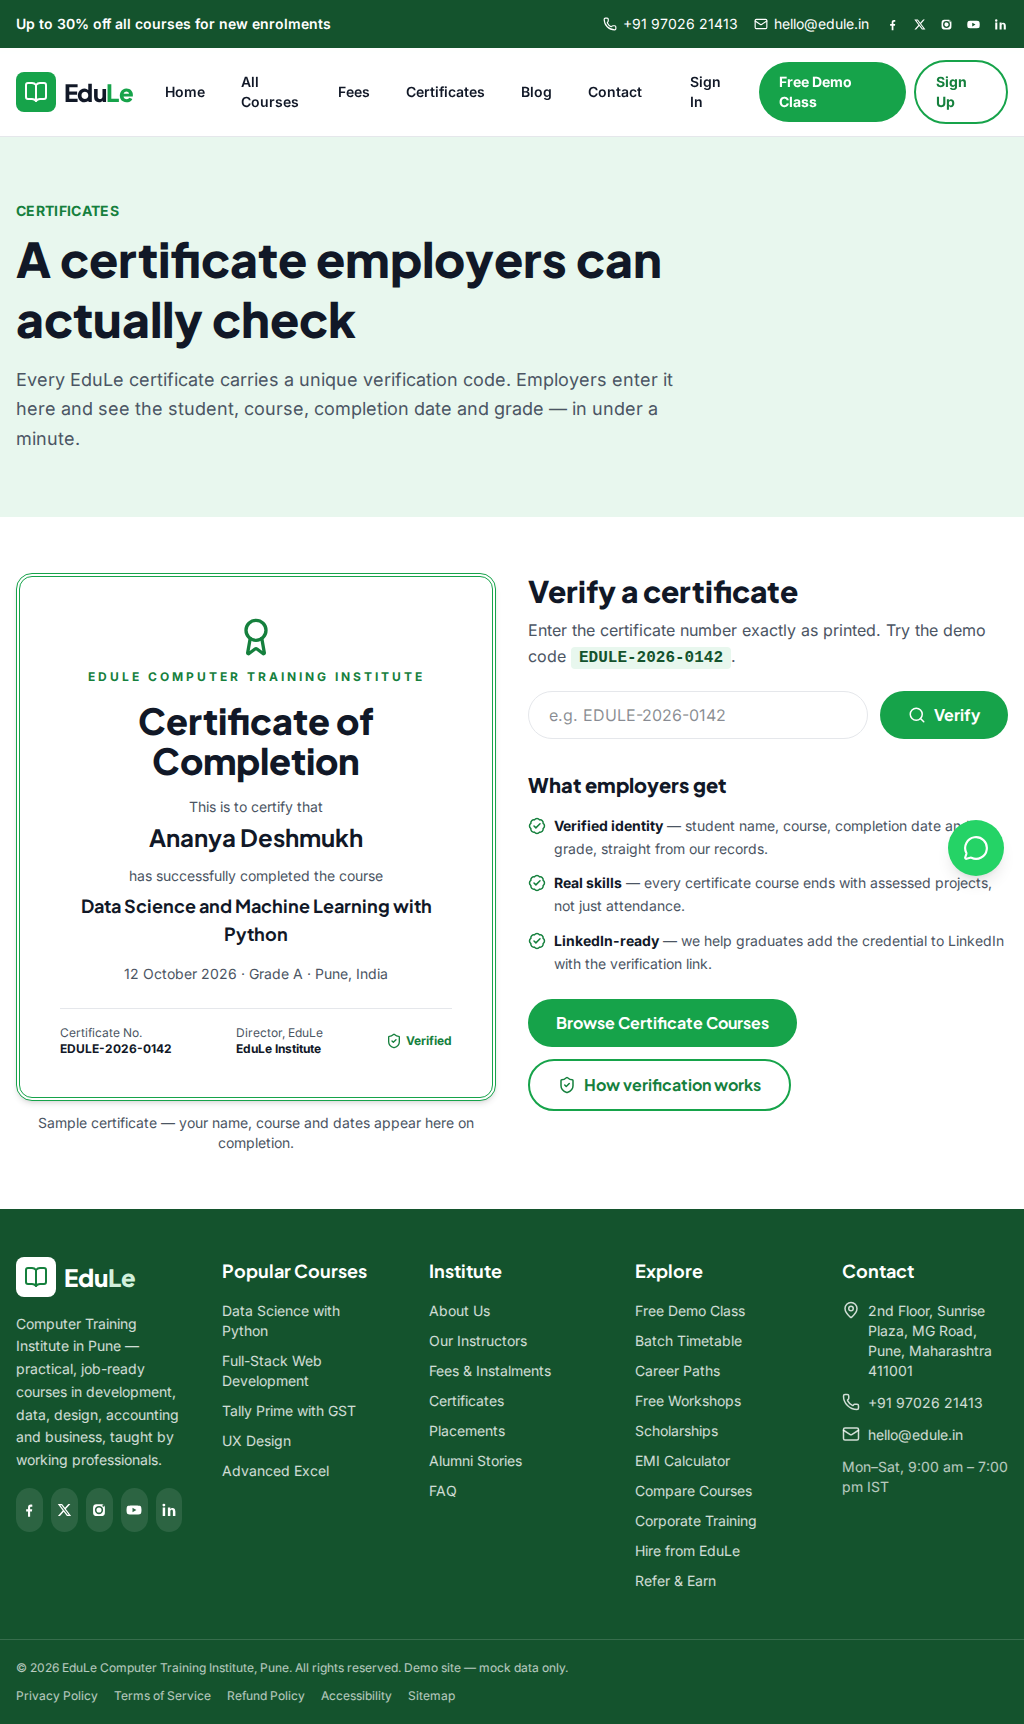 Up to 30% off all courses for new enrolments
+91 97026 21413
hello@edule.in
EduLe
Home
All
Courses
Fees
Certificates
Blog
Contact
Sign
In
Free Demo
Class
Sign
Up
CERTIFICATES
A certificate employers can
actually check
Every EduLe certificate carries a unique verification code. Employers enter it
here and see the student, course, completion date and grade — in under a
minute.
EDULE COMPUTER TRAINING INSTITUTE
Certificate of
Completion
This is to certify that
Ananya Deshmukh
has successfully completed the course
Data Science and Machine Learning with
Python
12 October 2026 · Grade A · Pune, India
Certificate No.
EDULE-2026-0142
Director, EduLe
EduLe Institute
Verified
Sample certificate — your name, course and dates appear here on
completion.
Verify a certificate
Enter the certificate number exactly as printed. Try the demo
code EDULE-2026-0142.
e.g. EDULE-2026-0142
Verify
What employers get
Verified identity — student name, course, completion date
grade, straight from our records.
Real skills — every certificate course ends with assessed projects,
not just attendance.
LinkedIn-ready — we help graduates add the credential to LinkedIn
with the verification link.
Browse Certificate Courses
How verification works
EduLe
Computer Training
Institute in Pune —
practical, job-ready
courses in development,
data, design, accounting
and business, taught by
working professionals.
Popular Courses
Data Science with
Python
Full-Stack Web
Development
Tally Prime with GST
UX Design
Advanced Excel
Institute
About Us
Our Instructors
Fees & Instalments
Certificates
Placements
Alumni Stories
FAQ
Explore
Free Demo Class
Batch Timetable
Career Paths
Free Workshops
Scholarships
EMI Calculator
Compare Courses
Corporate Training
Hire from EduLe
Refer & Earn
Contact
2nd Floor, Sunrise
Plaza, MG Road,
Pune, Maharashtra
411001
+91 97026 21413
hello@edule.in
Mon–Sat, 9:00 am – 7:00
pm IST
© 2026 EduLe Computer Training Institute, Pune. All rights reserved. Demo site — mock data only.
Privacy Policy
Terms of Service
Refund Policy
Accessibility
Sitemap